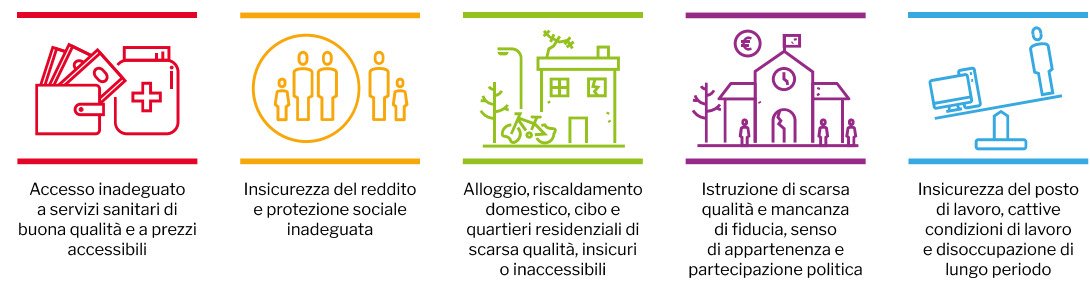 Accesso inadeguato
a servizi sanitari di
buona qualità e a prezzi
accessibili
Insicurezza del reddito
e protezione sociale
inadeguata
Alloggio, riscaldamento
domestico, cibo e
quartieri residenziali di
scarsa qualità, insicuri
o inaccessibili
€
Istruzione di scarsa
qualità e mancanza
di fiducia, senso
di appartenenza e
partecipazione politica
Insicurezza del posto
di lavoro, cattive
condizioni di lavoro
e disoccupazione di
lungo periodo